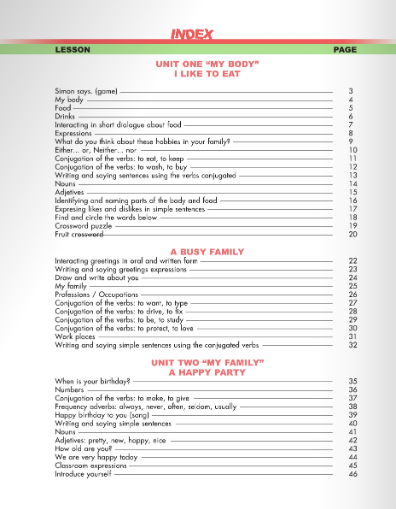 INDEX
LESSON PAGE
UNIT ONE "MY BODY"
I LIKE TO EAT
Simon says. (game) 3
My body 4
Food 5
Drinks 6
Interacting in short dialogue about food 7
Expressions 8
What do you think about these hobbies in your family? 9
Either... or, Neither... nor 10
Conjugation of the verbs: to eat, to keep 11
Conjugation of the verbs: to wash, to buy 12
Writing and saying sentences using the verbs conjugated 13
Nouns 14
Adjetives 15
Identifying and naming parts of the body and food 16
Expresing likes and dislikes in simple sentences 17
Find and circle the words below 18
Crossword puzzle 19
Fruit crossword 20
A BUSY FAMILY
Interacting greetings in oral and written form 22
Writing and saying greetings expressions 23
Draw and write about you 24
My family 25
Professions / Occupations 26
Conjugation of the verbs: to want, to type 27
Conjugation of the verbs: to drive, to fix 28
Conjugation of the verbs: to be, to study 29
Conjugation of the verbs: to protect, to love 30
Work places 31
Writing and saying simple sentences using the conjugated verbs 32
UNIT TWO "MY FAMILY"
A HAPPY PARTY
When is your birthday? 35
Numbers 36
Conjugation of the verbs: to make, to give 37
Frequency adverbs: always, never, often, seldom, usually 38
Happy birthday to you (song) 39
Writing and saying simple sentences 40
Nouns 41
Adjetives: pretty, new, happy, nice 42
How old are you? 43
We are very happy today 44
Classroom expressions 45
Introduce yourself 46